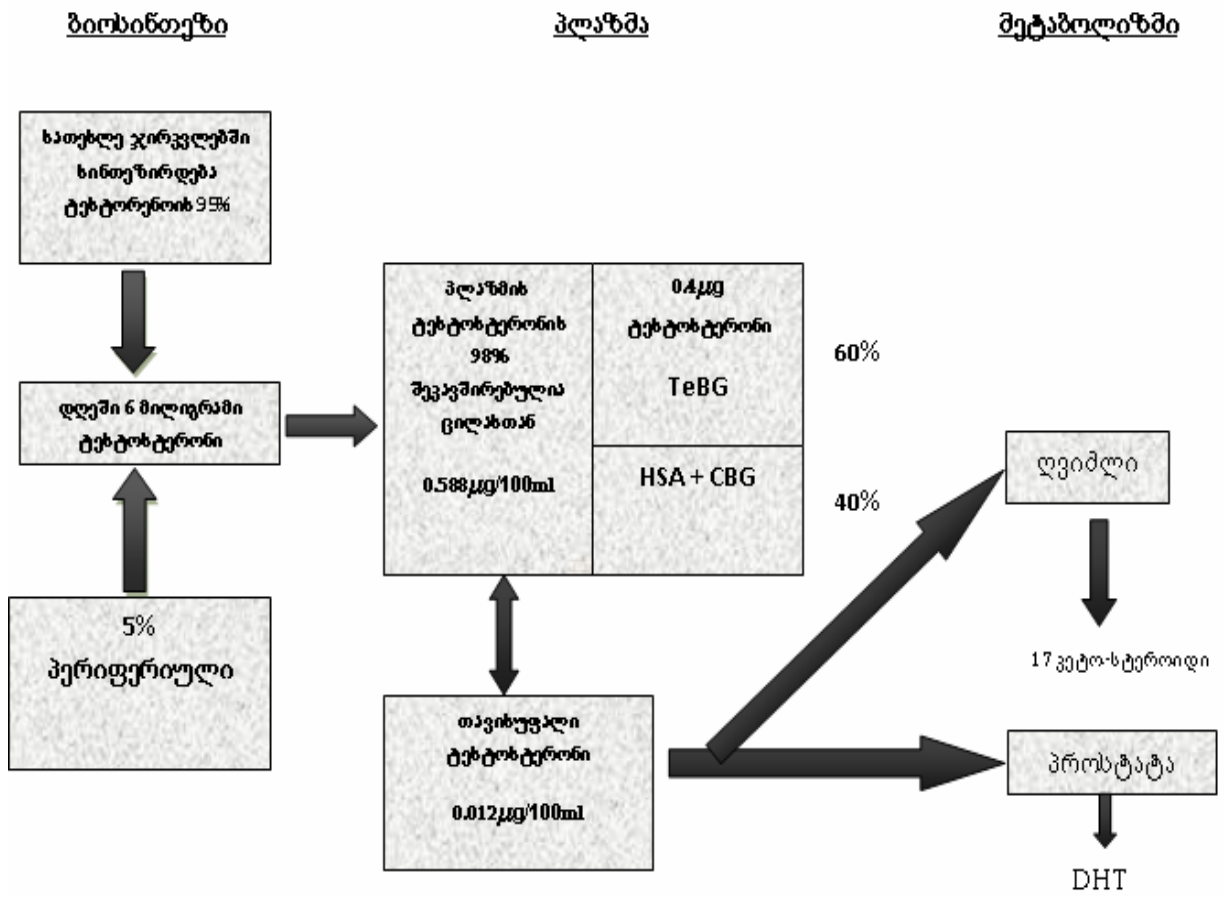 ბიოსინთეზი
პლაზმა
მეტაბოლიზმი
სათესლე ჯირკვლებში
სინთეზირდება
ტესტორენოის 95%
დღეში 6 მილიგრამი
ტესტოსტერონი
5%
პერიფერიული
პლაზმის
ტესტოსტერონის
98%
შეკავშირებულია
ცილასთან
0.588µg/100ml
0.4µg
ტესტოსტერონი
TeBG
60%
HSA + CBG
40%
თავისუფალი
ტესტოსტერონი
0.012µg/100ml
ღვიძლი
17 კეტო-სტეროიდი
პროსტატა
DHT